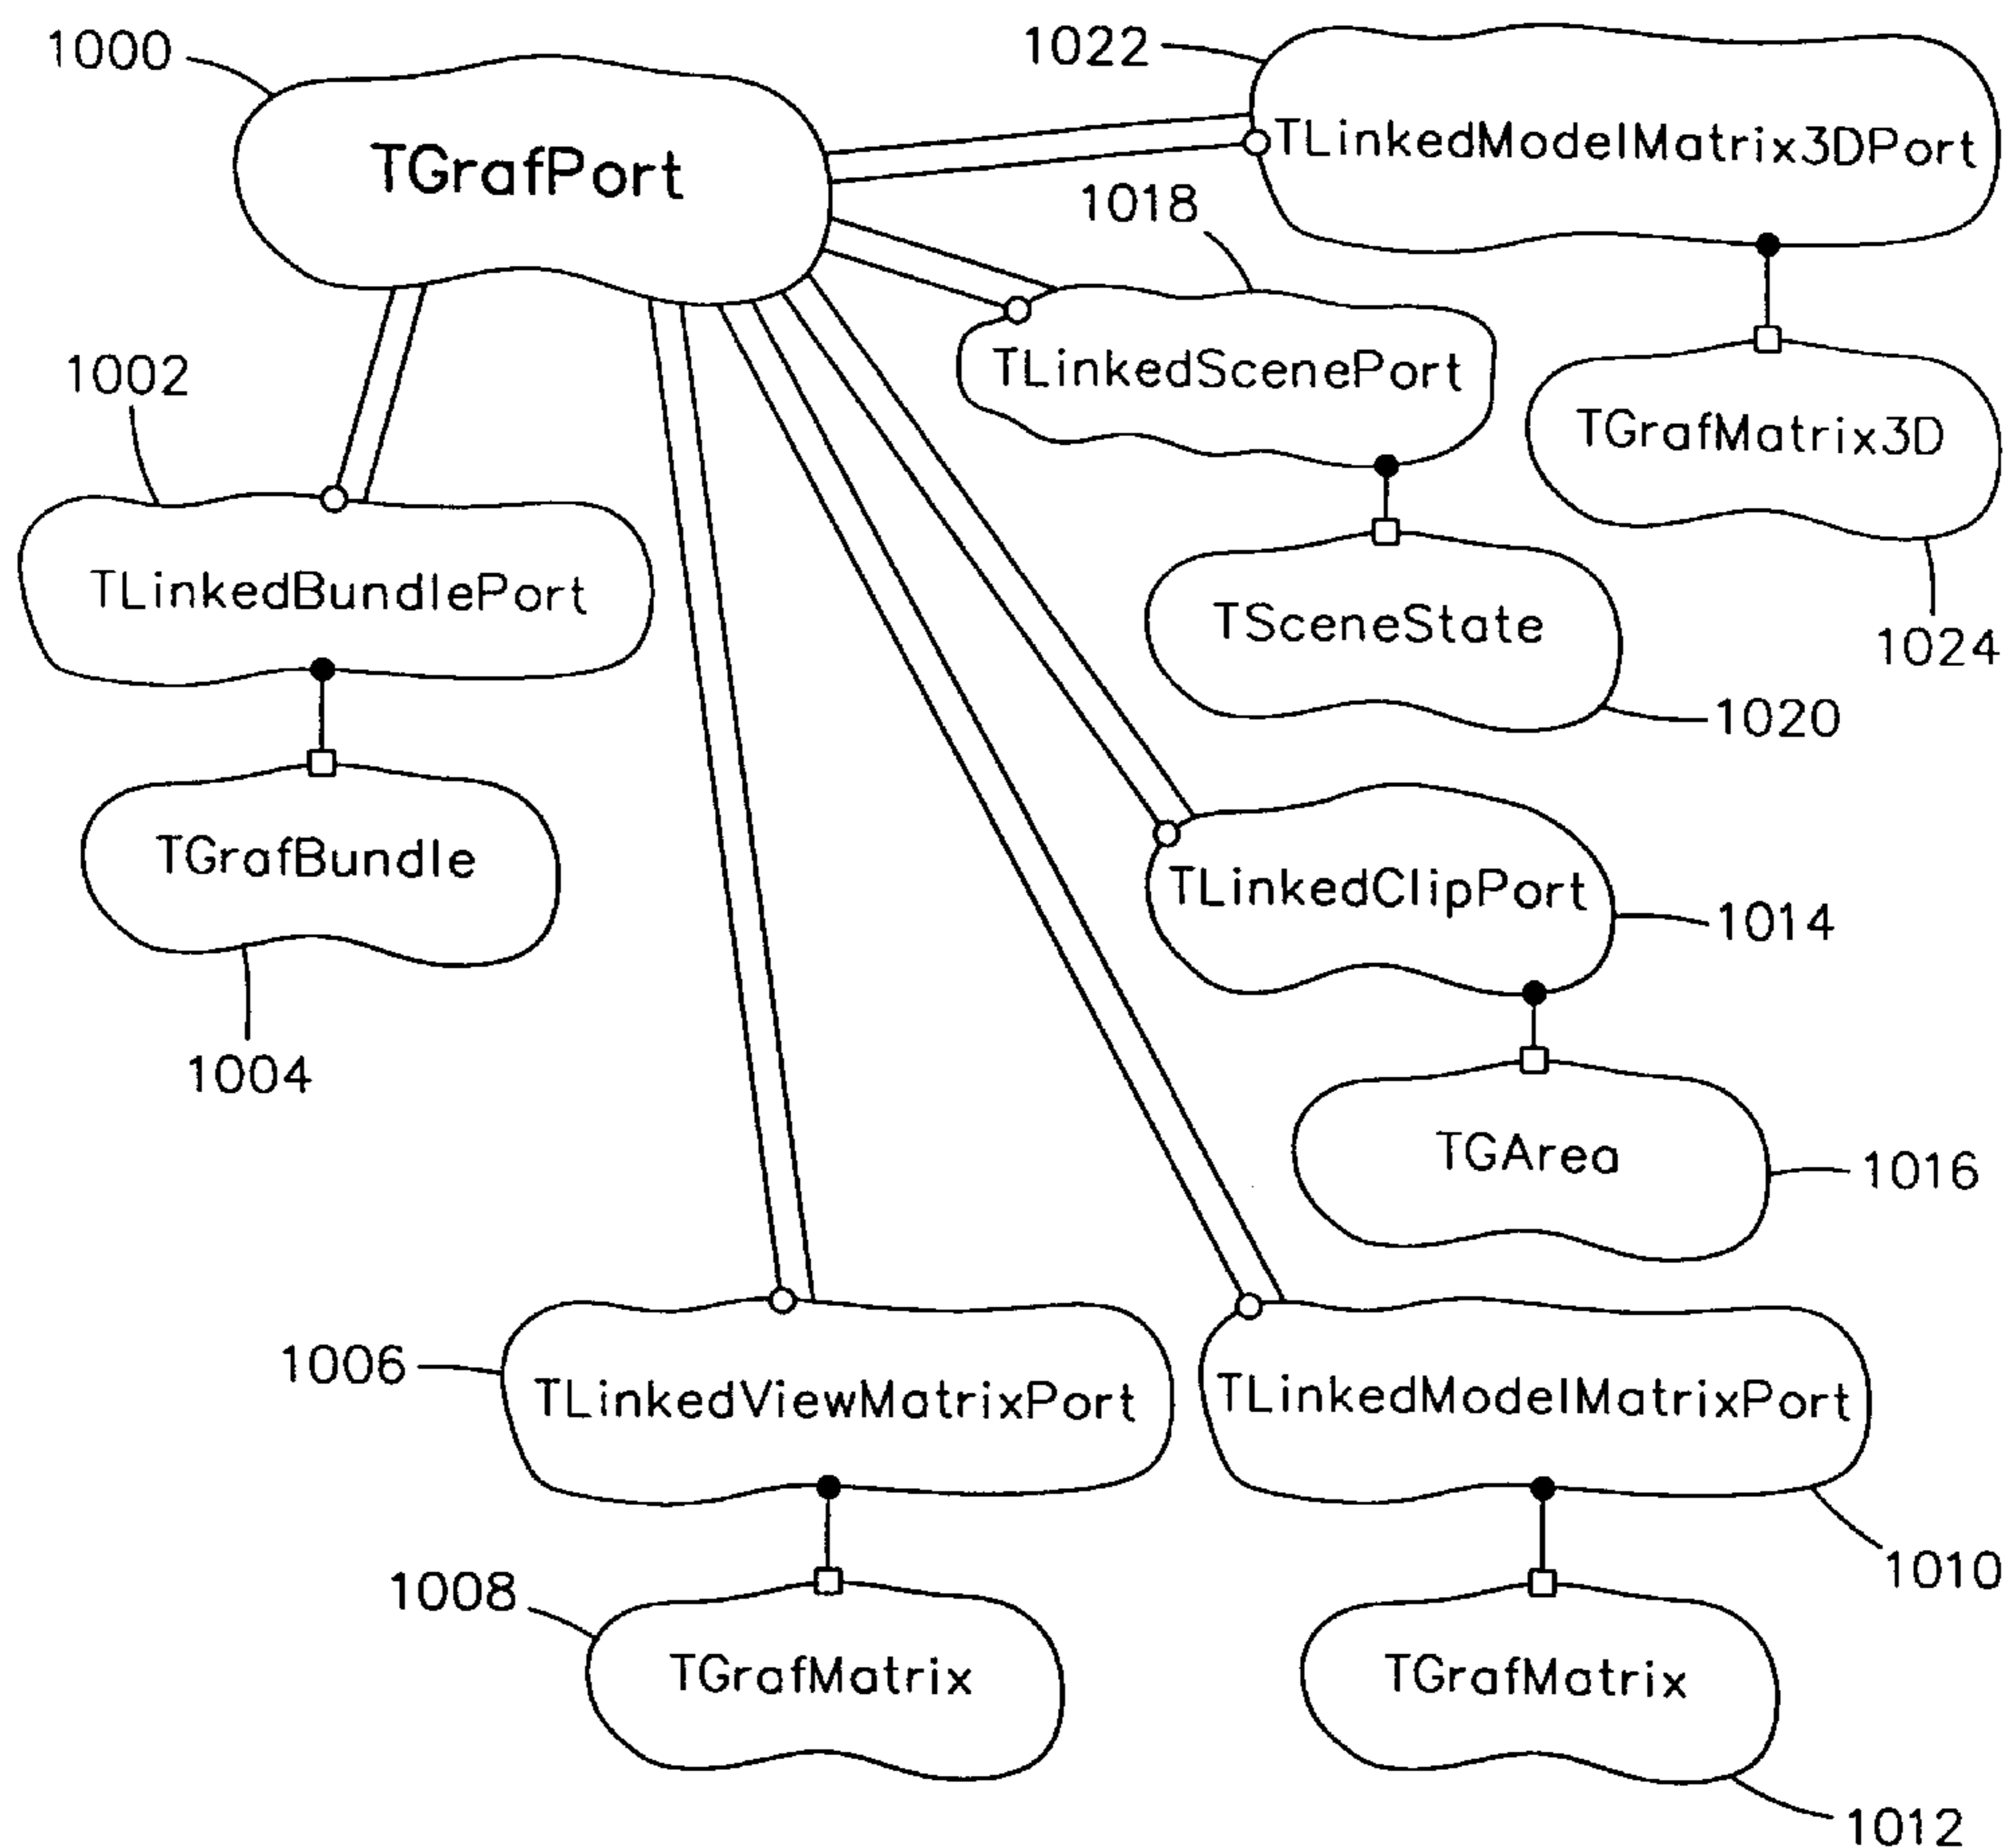 1000
TGrafPort
1022
TLinkedModelMatrix3DPort
1018
TLinkedScenePort
TGrafMatrix3D
1024
1002
TLinkedBundlePort
TSceneState
1020
TGrafBundle
1004
TLinkedClipPort
1014
TGArea
1016
1006
TLinkedViewMatrixPort
TLinkedModelMatrixPort
1010
1008
TGrafMatrix
TGrafMatrix
1012